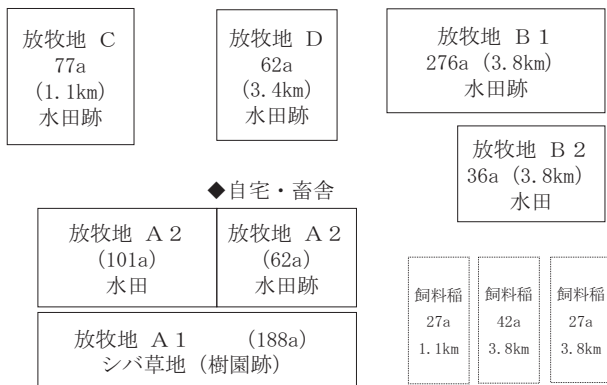 放牧地 C
77a
(1.1km)
水田跡
放牧地 D
62a
(3.4km)
水田跡
放牧地 B1
276a (3.8km)
水田跡
放牧地 B2
36a (3.8km)
水田
◆自宅・畜舎
放牧地 A2
(101a)
水田
放牧地 A2
(62a)
水田跡
放牧地 A1 (188a)
シバ草地 (樹園跡)
飼料稲
27a
1.1km
飼料稲
42a
3.8km
飼料稲
27a
3.8km